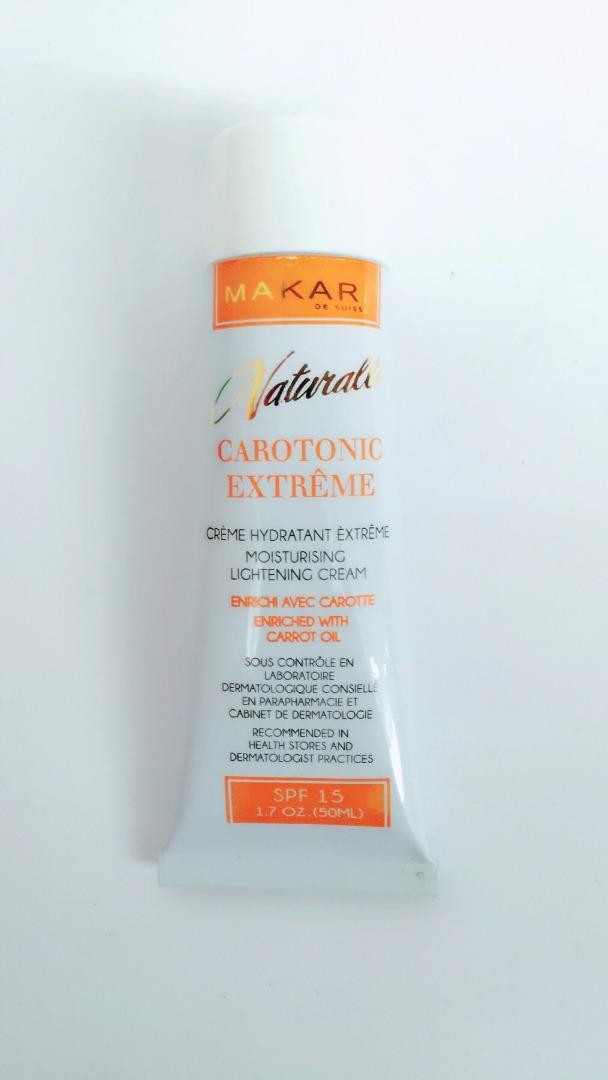 MAKARI
DE SUISS
Naturalle
CAROTONIC
EXTRÊME
CRÈME HYDRATANT ÈXTRÊME
MOISTURISING
LIGHTENING CREAM
ENRICHI AVEC CAROTTE
ENRICHED WITH
CARROT OIL
SOUS CONTRÔLE EN
LABORATOIRE
DERMATOLOGIQUE CONSIELLÉ
EN PARAPHARMACIE ET
CABINET DE DERMATOLOGIE
RECOMMENDED IN
HEALTH STORES AND
DERMATOLOGIST PRACTICES
SPF 15
1.7 OZ.(50ML)